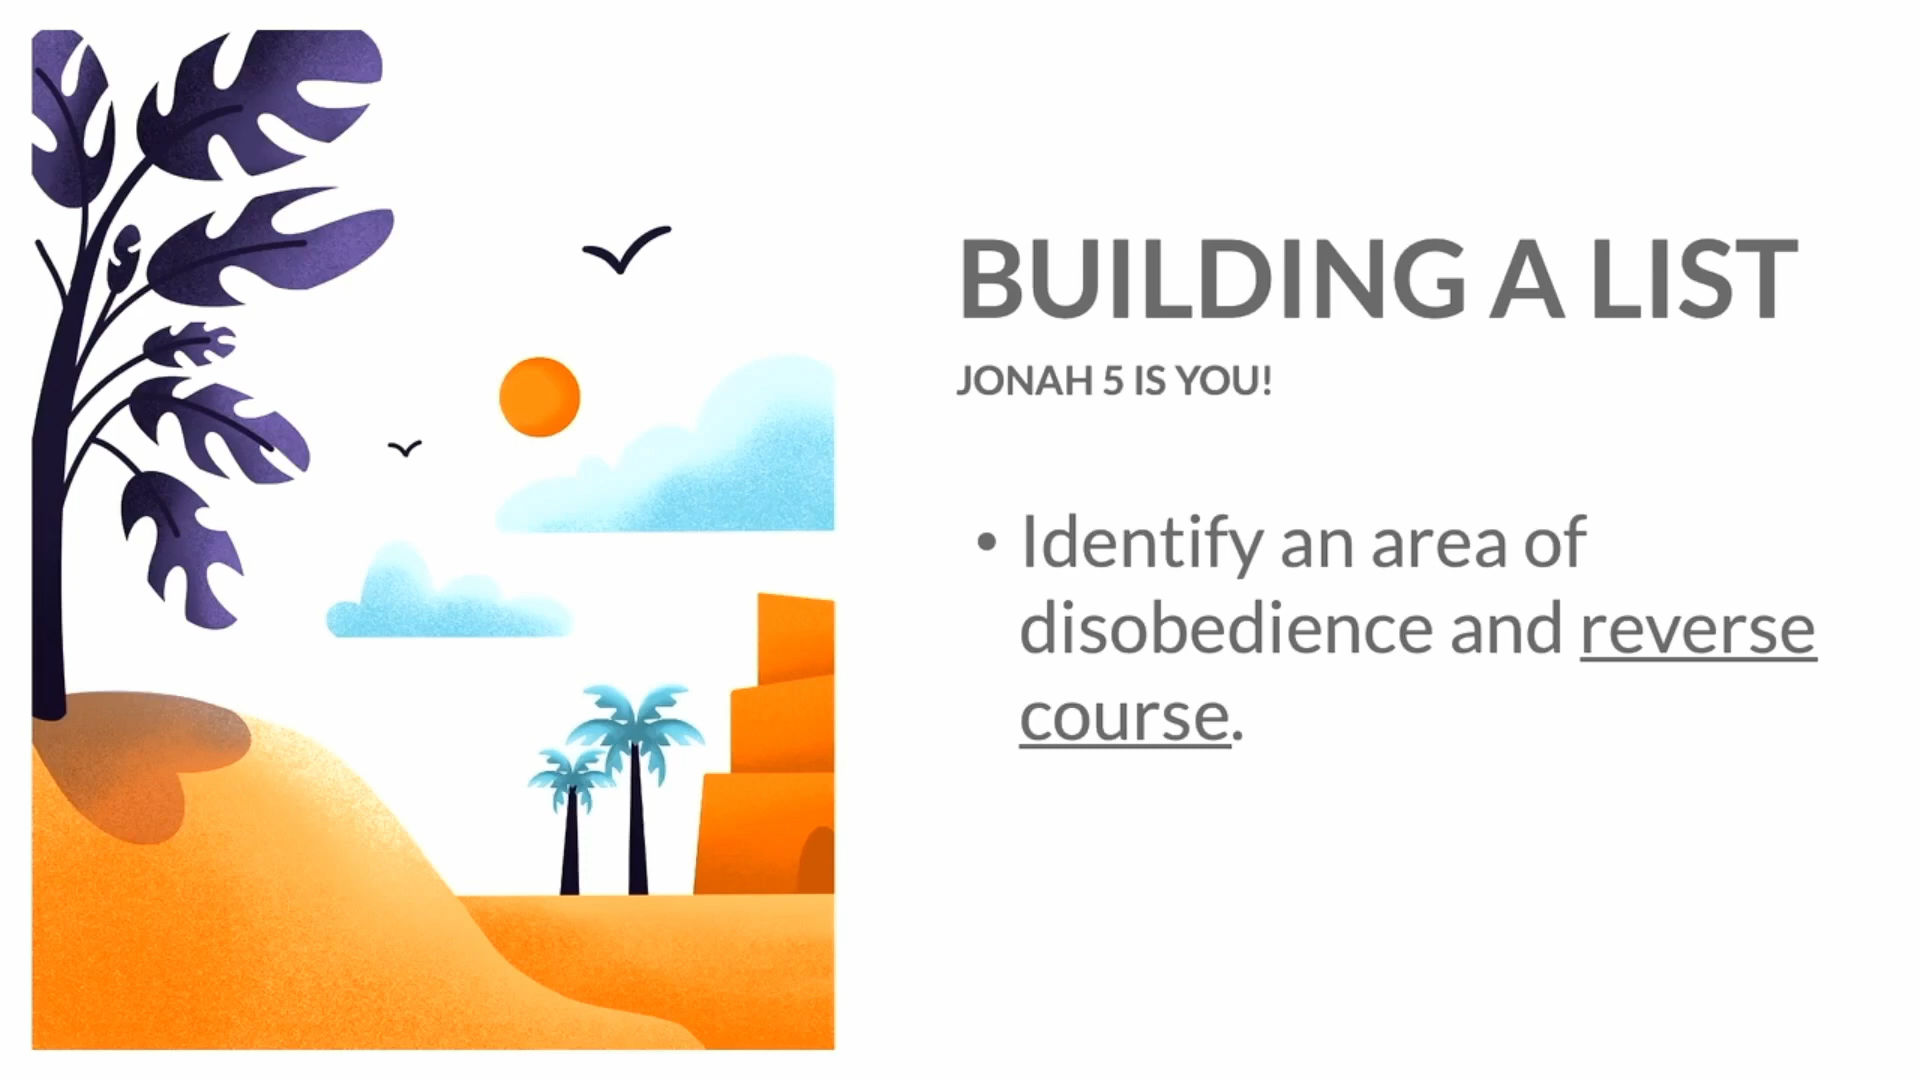 BUILDING A LIST
JONAH 5 IS YOU!
• Identify an area of
disobedience and reverse
course.